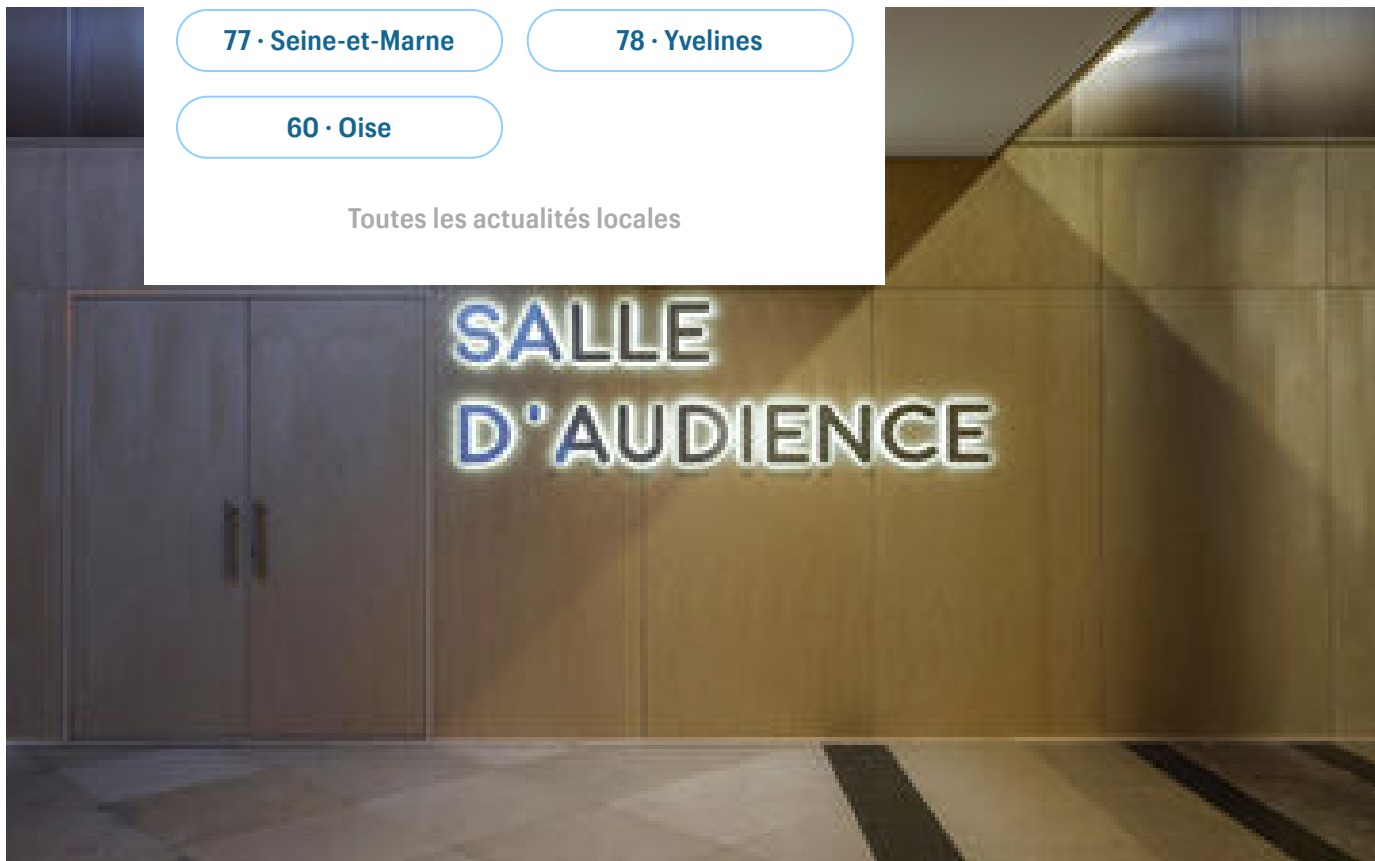 77 · Seine-et-Marne
78 · Yvelines
60 · Oise
Toutes les actualités locales
SALLE
D'AUDIENCE